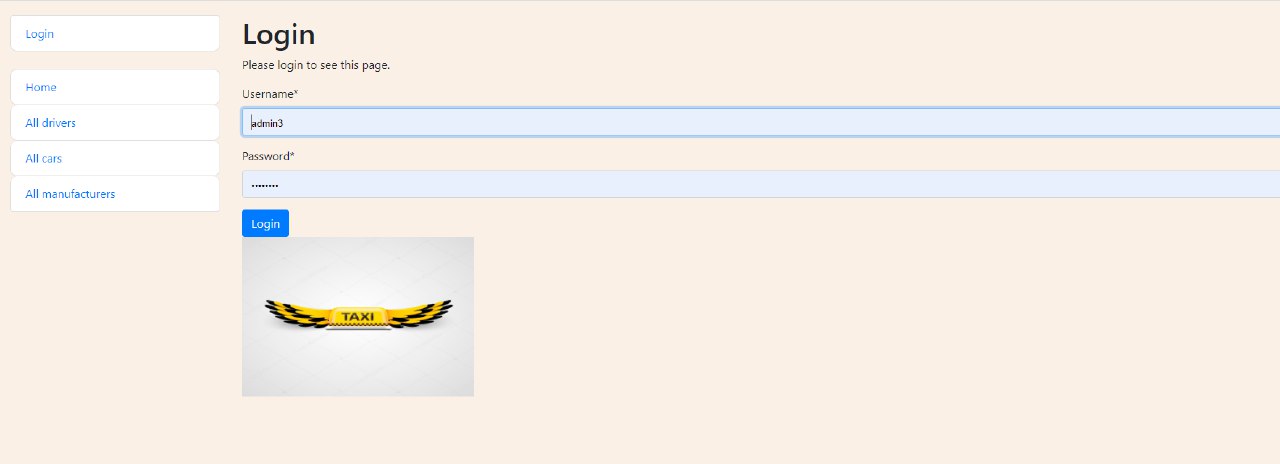 Login
Home
All drivers
All cars
All manufacturers
Login
Please login to see this page.
Username*
admin3
Password*
••••••••
Login
TAXI